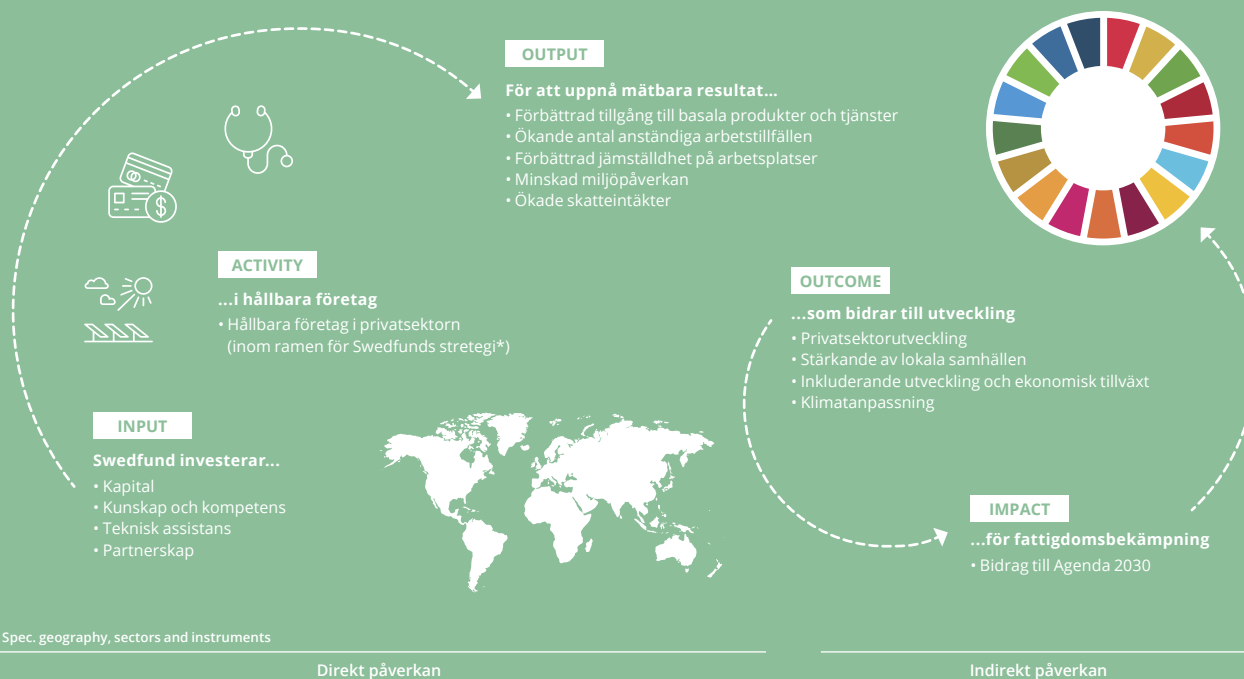 OUTPUT
För att uppnå mätbara resultat...
• Förbättrad tillgång till basala produkter och tjänster
• Ökande antal anständiga arbetstillfällen
• Förbättrad jämställdhet på arbetsplatser
• Minskad miljöpåverkan
• Ökade skatteintäkter
ACTIVITY
...i hållbara företag
• Hållbara företag i privatsektorn
(inom ramen för Swedfunds stretegi*)
INPUT
Swedfund investerar...
• Kapital
• Kunskap och kompetens
• Teknisk assistans
• Partnerskap
OUTCOME
...som bidrar till utveckling
• Privatsektorutveckling
• Stärkande av lokala samhällen
• Inkluderande utveckling och ekonomisk tillväxt
• Klimatanpassning
IMPACT
...för fattigdomsbekämpning
• Bidrag till Agenda 2030
Spec. geography, sectors and instruments
Direkt påverkan
Indirekt påverkan